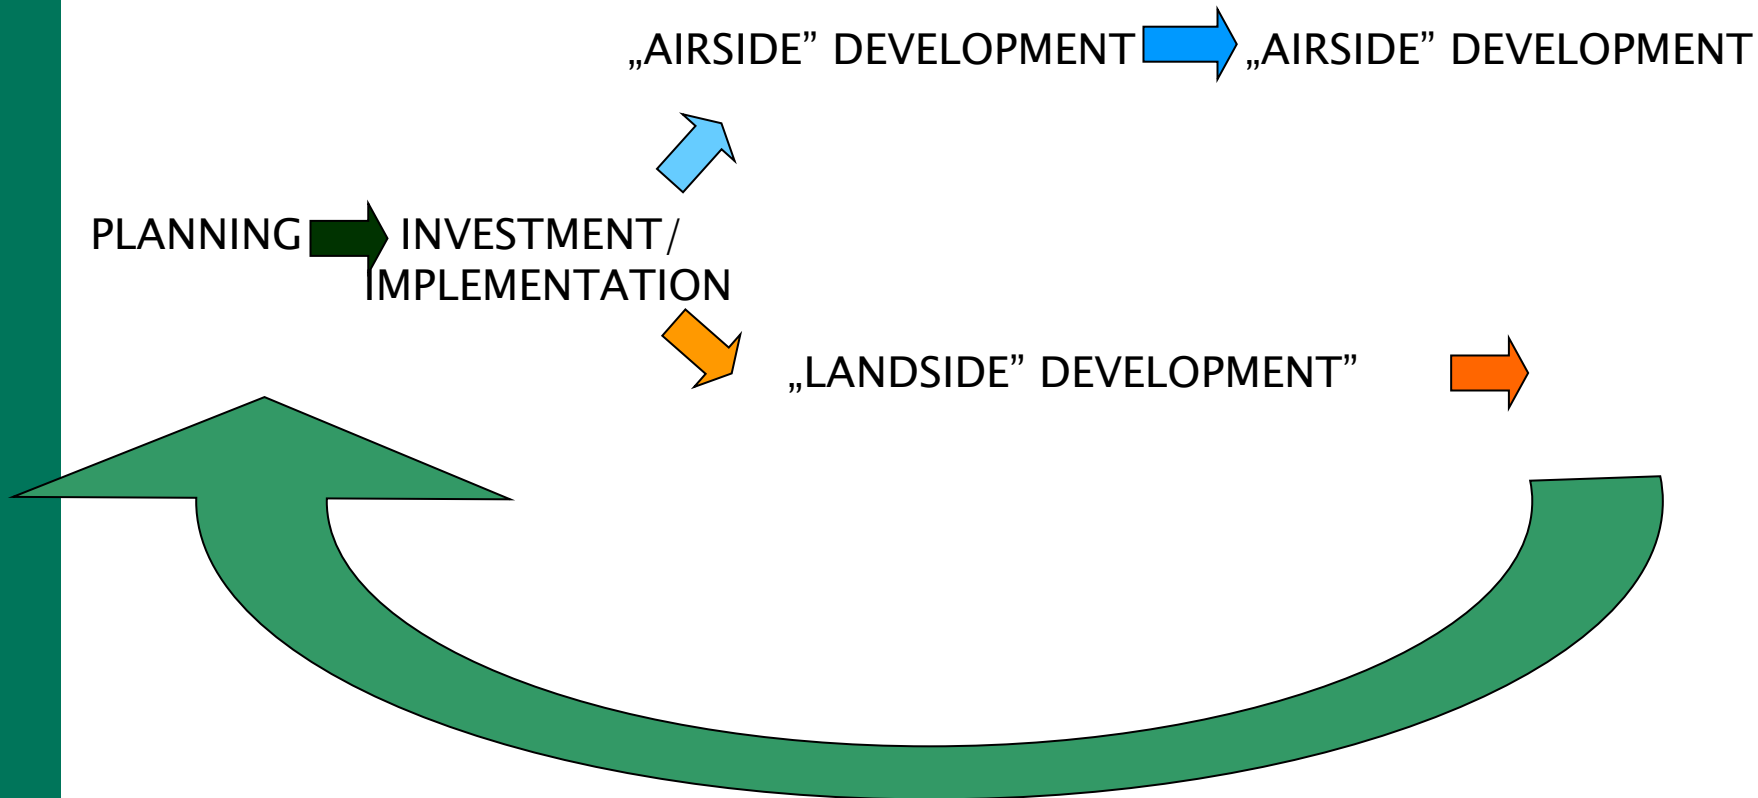 „AIRSIDE” DEVELOPMENT „AIRSIDE” DEVELOPMENT
PLANNING INVESTMENT/
IMPLEMENTATION
„LANDSIDE” DEVELOPMENT”